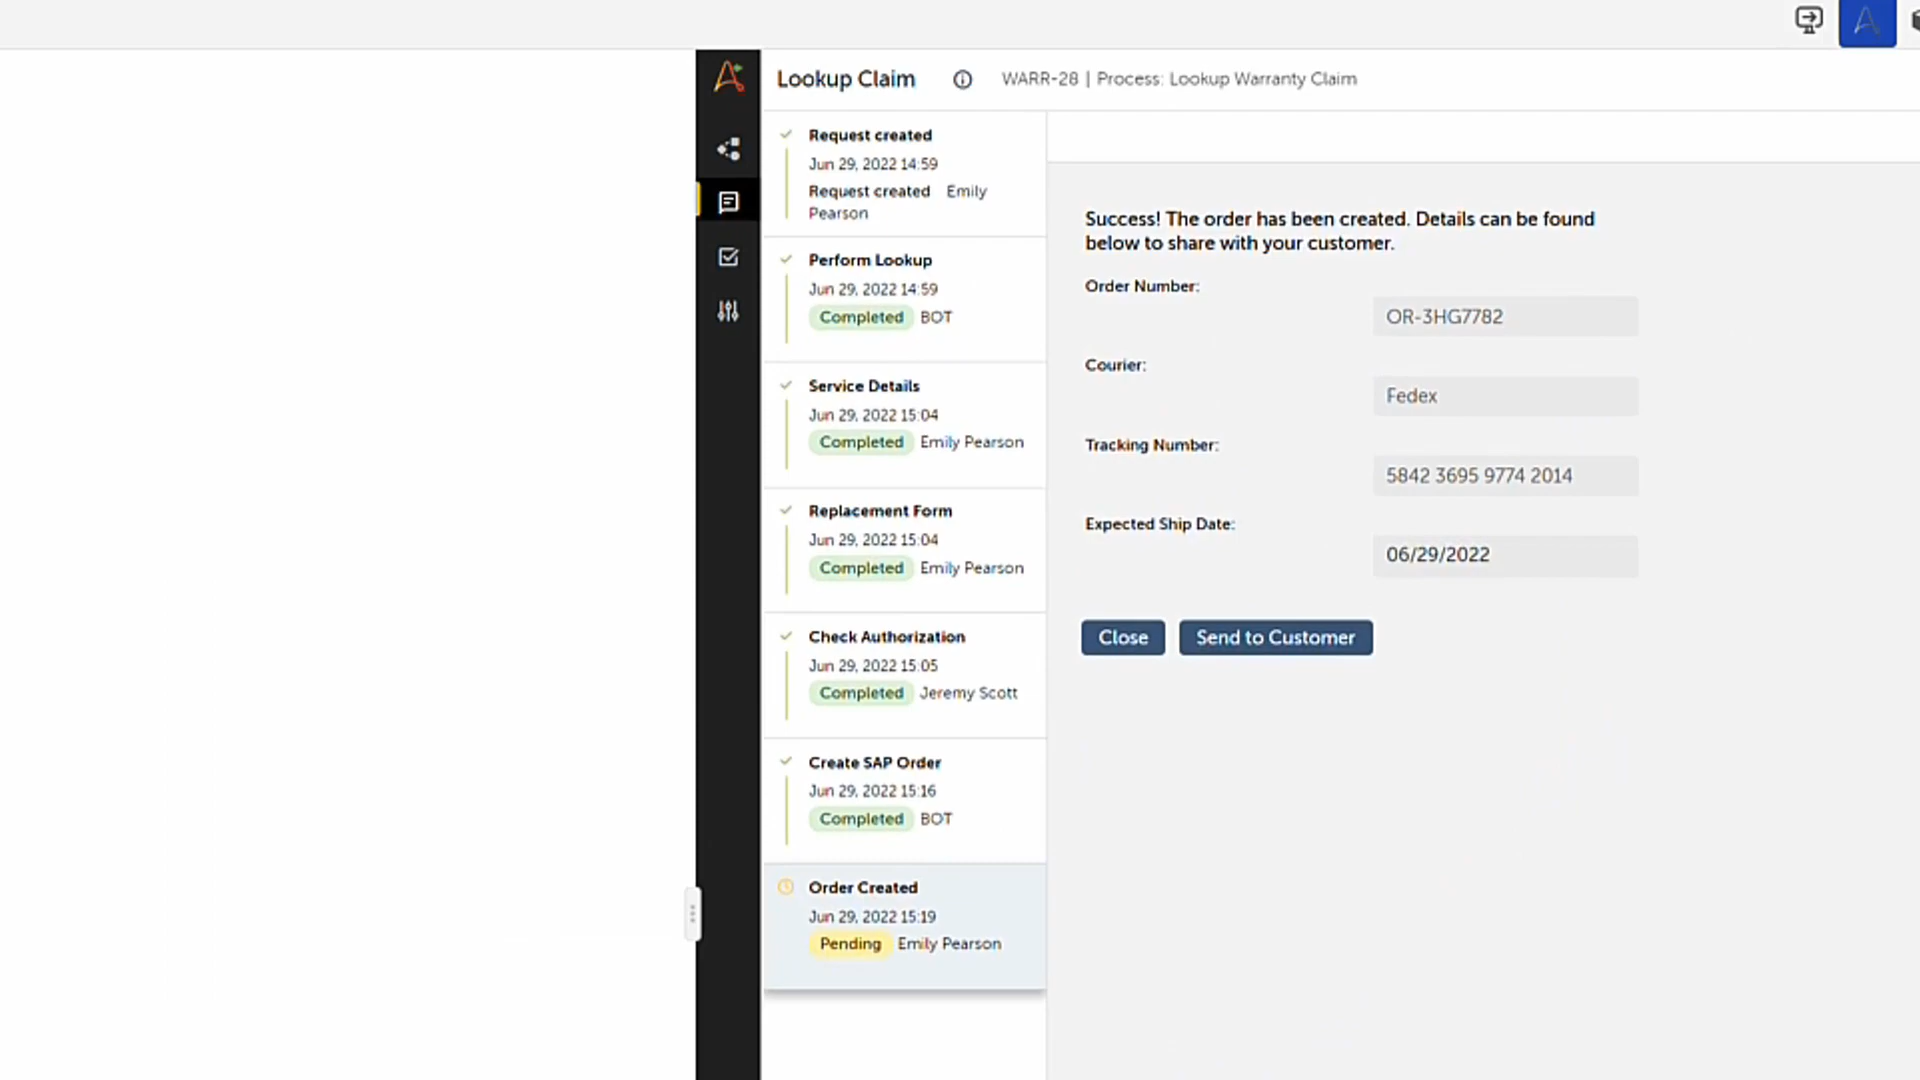 Lookup Claim
WARR-28 | Process: Lookup Warranty Claim
Request created
Jun 29, 2022 14:59
Request created Emily
Pearson
Perform Lookup
Jun 29, 2022 14:59
Completed BOT
Service Details
Jun 29, 2022 15:04
Completed Emily Pearson
Replacement Form
Jun 29, 2022 15:04
Completed Emily Pearson
Check Authorization
Jun 29, 2022 15:05
Completed Jeremy Scott
Create SAP Order
Jun 29, 2022 15:16
Completed BOT
Order Created
Jun 29, 2022 15:19
Pending Emily Pearson
Success! The order has been created. Details can be found
below to share with your customer.
Order Number:
OR-3HG7782
Courier:
Fedex
Tracking Number:
5842 3695 9774 2014
Expected Ship Date:
06/29/2022
Close Send to Customer